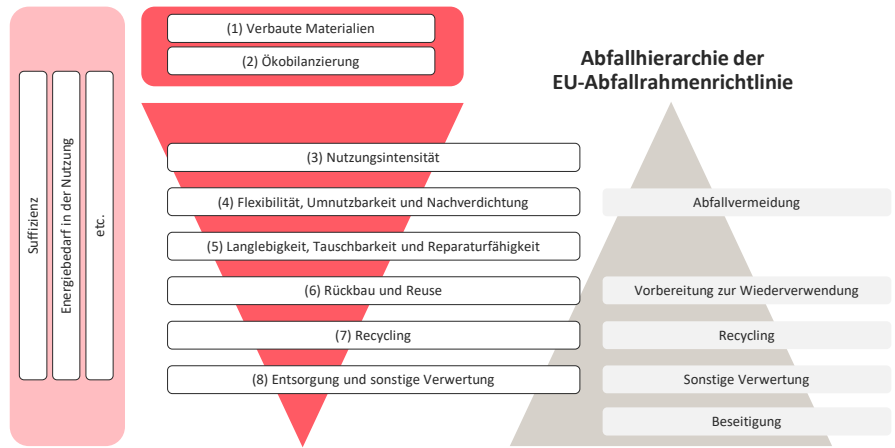 (1) Verbaute Materialien
(2) Ökobilanzierung
Abfallhierarchie der
EU-Abfallrahmenrichtlinie
Suffizienz
Energiebedarf in der Nutzung
etc.
(3) Nutzungsintensität
(4) Flexibilität, Umnutzbarkeit und Nachverdichtung
Abfallvermeidung
(5) Langlebigkeit, Tauschbarkeit und Reparaturfähigkeit
(6) Rückbau und Reuse
Vorbereitung zur Wiederverwendung
(7) Recycling
Recycling
(8) Entsorgung und sonstige Verwertung
Sonstige Verwertung
Beseitigung